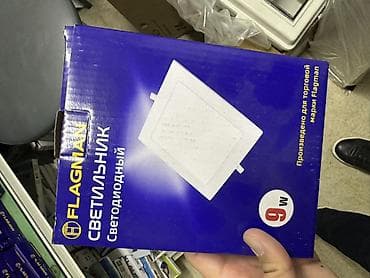 FLAGMAN
СВЕТИЛЬНИК
Светодиодный
9w
Произведено для торговой
марки Flagman